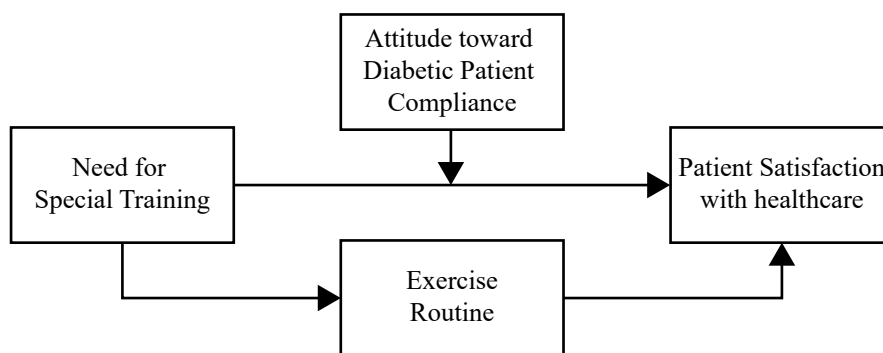 Attitude toward
Diabetic Patient
Compliance
Need for
Special Training
Patient Satisfaction
with healthcare
Exercise
Routine